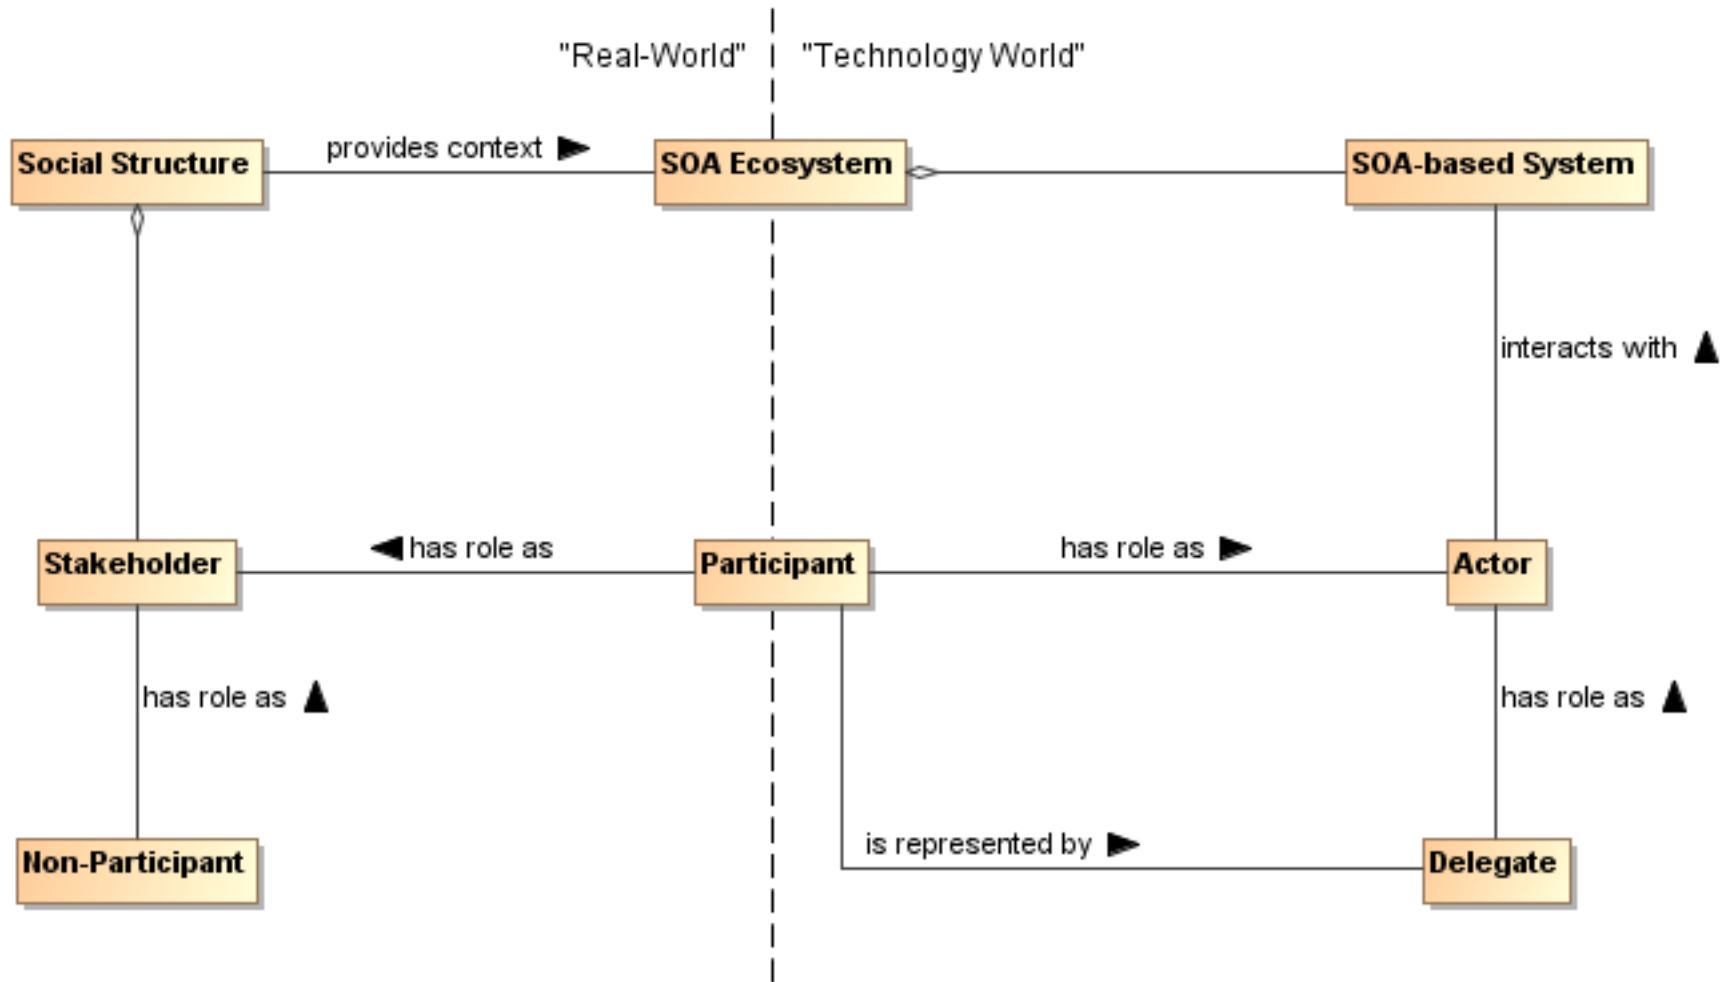 "Real-World"
"Technology World"
Social Structure
provides context
SOA Ecosystem
SOA-based System
interacts with
Stakeholder
has role as
Participant
has role as
Actor
has role as
has role as
is represented by
Non-Participant
Delegate